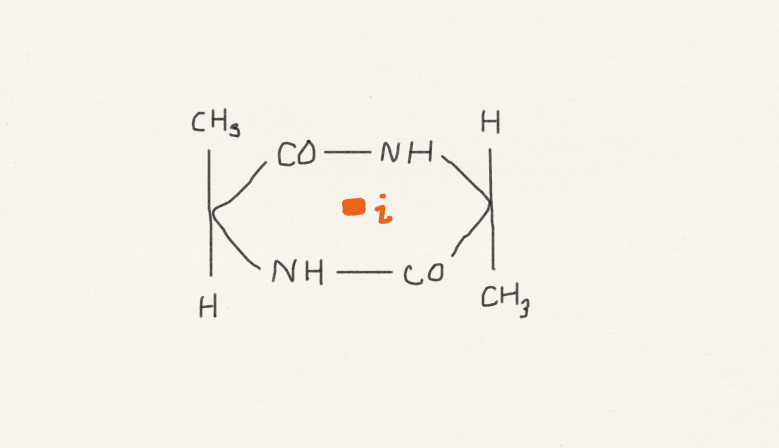 CH3 H
CO — NH
i
NH — CO
H CH3